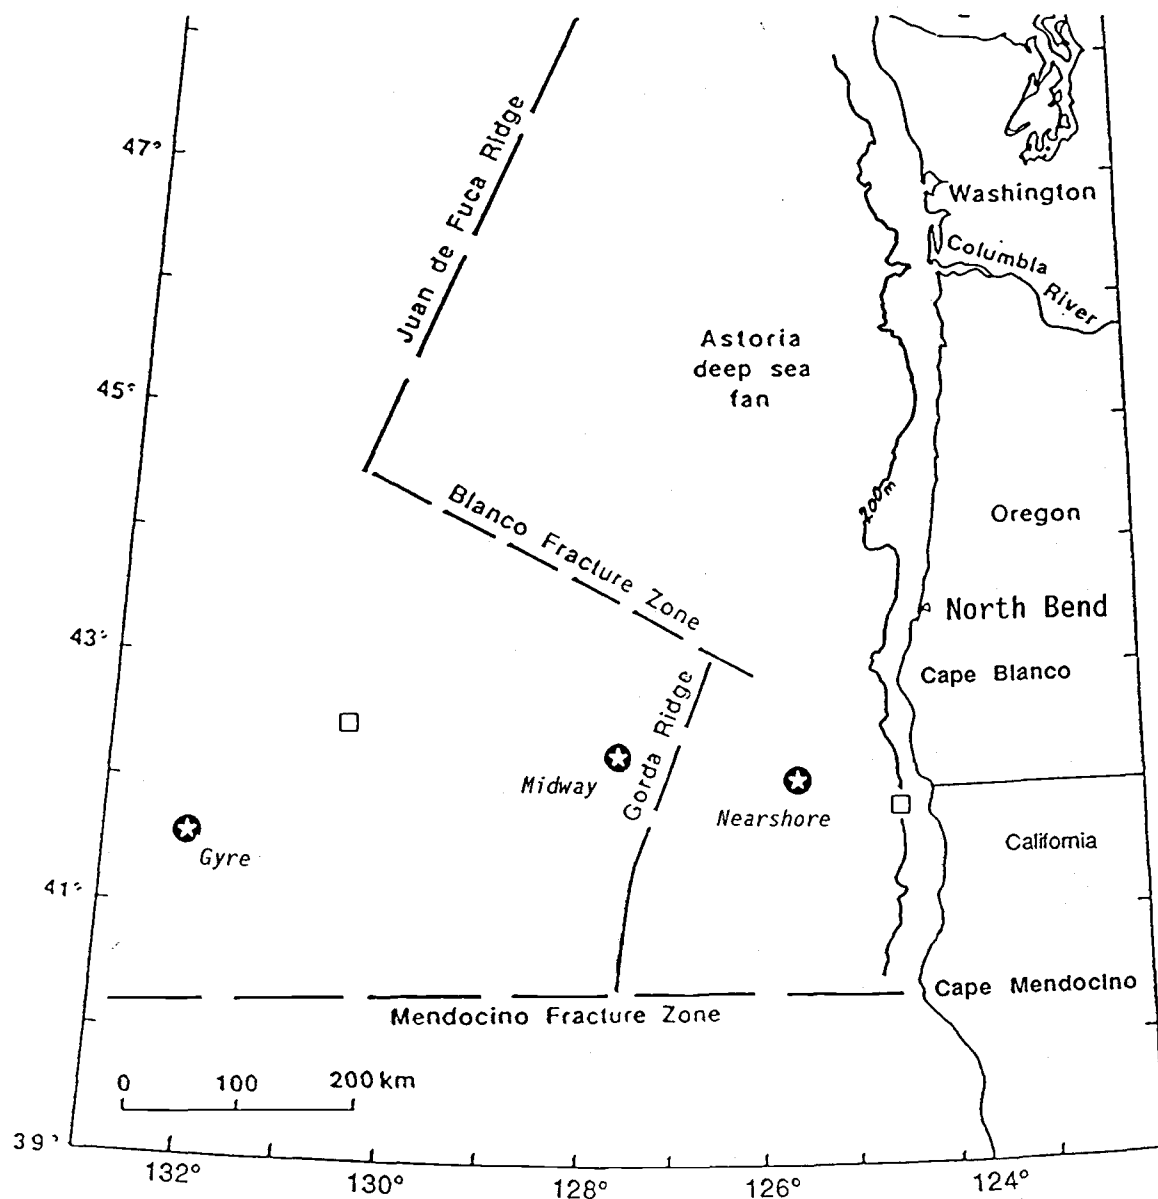 47°
Juan de Fuca Ridge
Washington
Columbia
River
Astoria
deep sea
fan
45°
200m
Blanco Fracture Zone
Oregon
North Bend
43°
Cape Blanco
Gorda Ridge
Midway
Nearshore
Gyre
California
41°
Cape Mendocino
Mendocino Fracture Zone
0 100 200 km
39°
132° 130° 128° 126° 124°